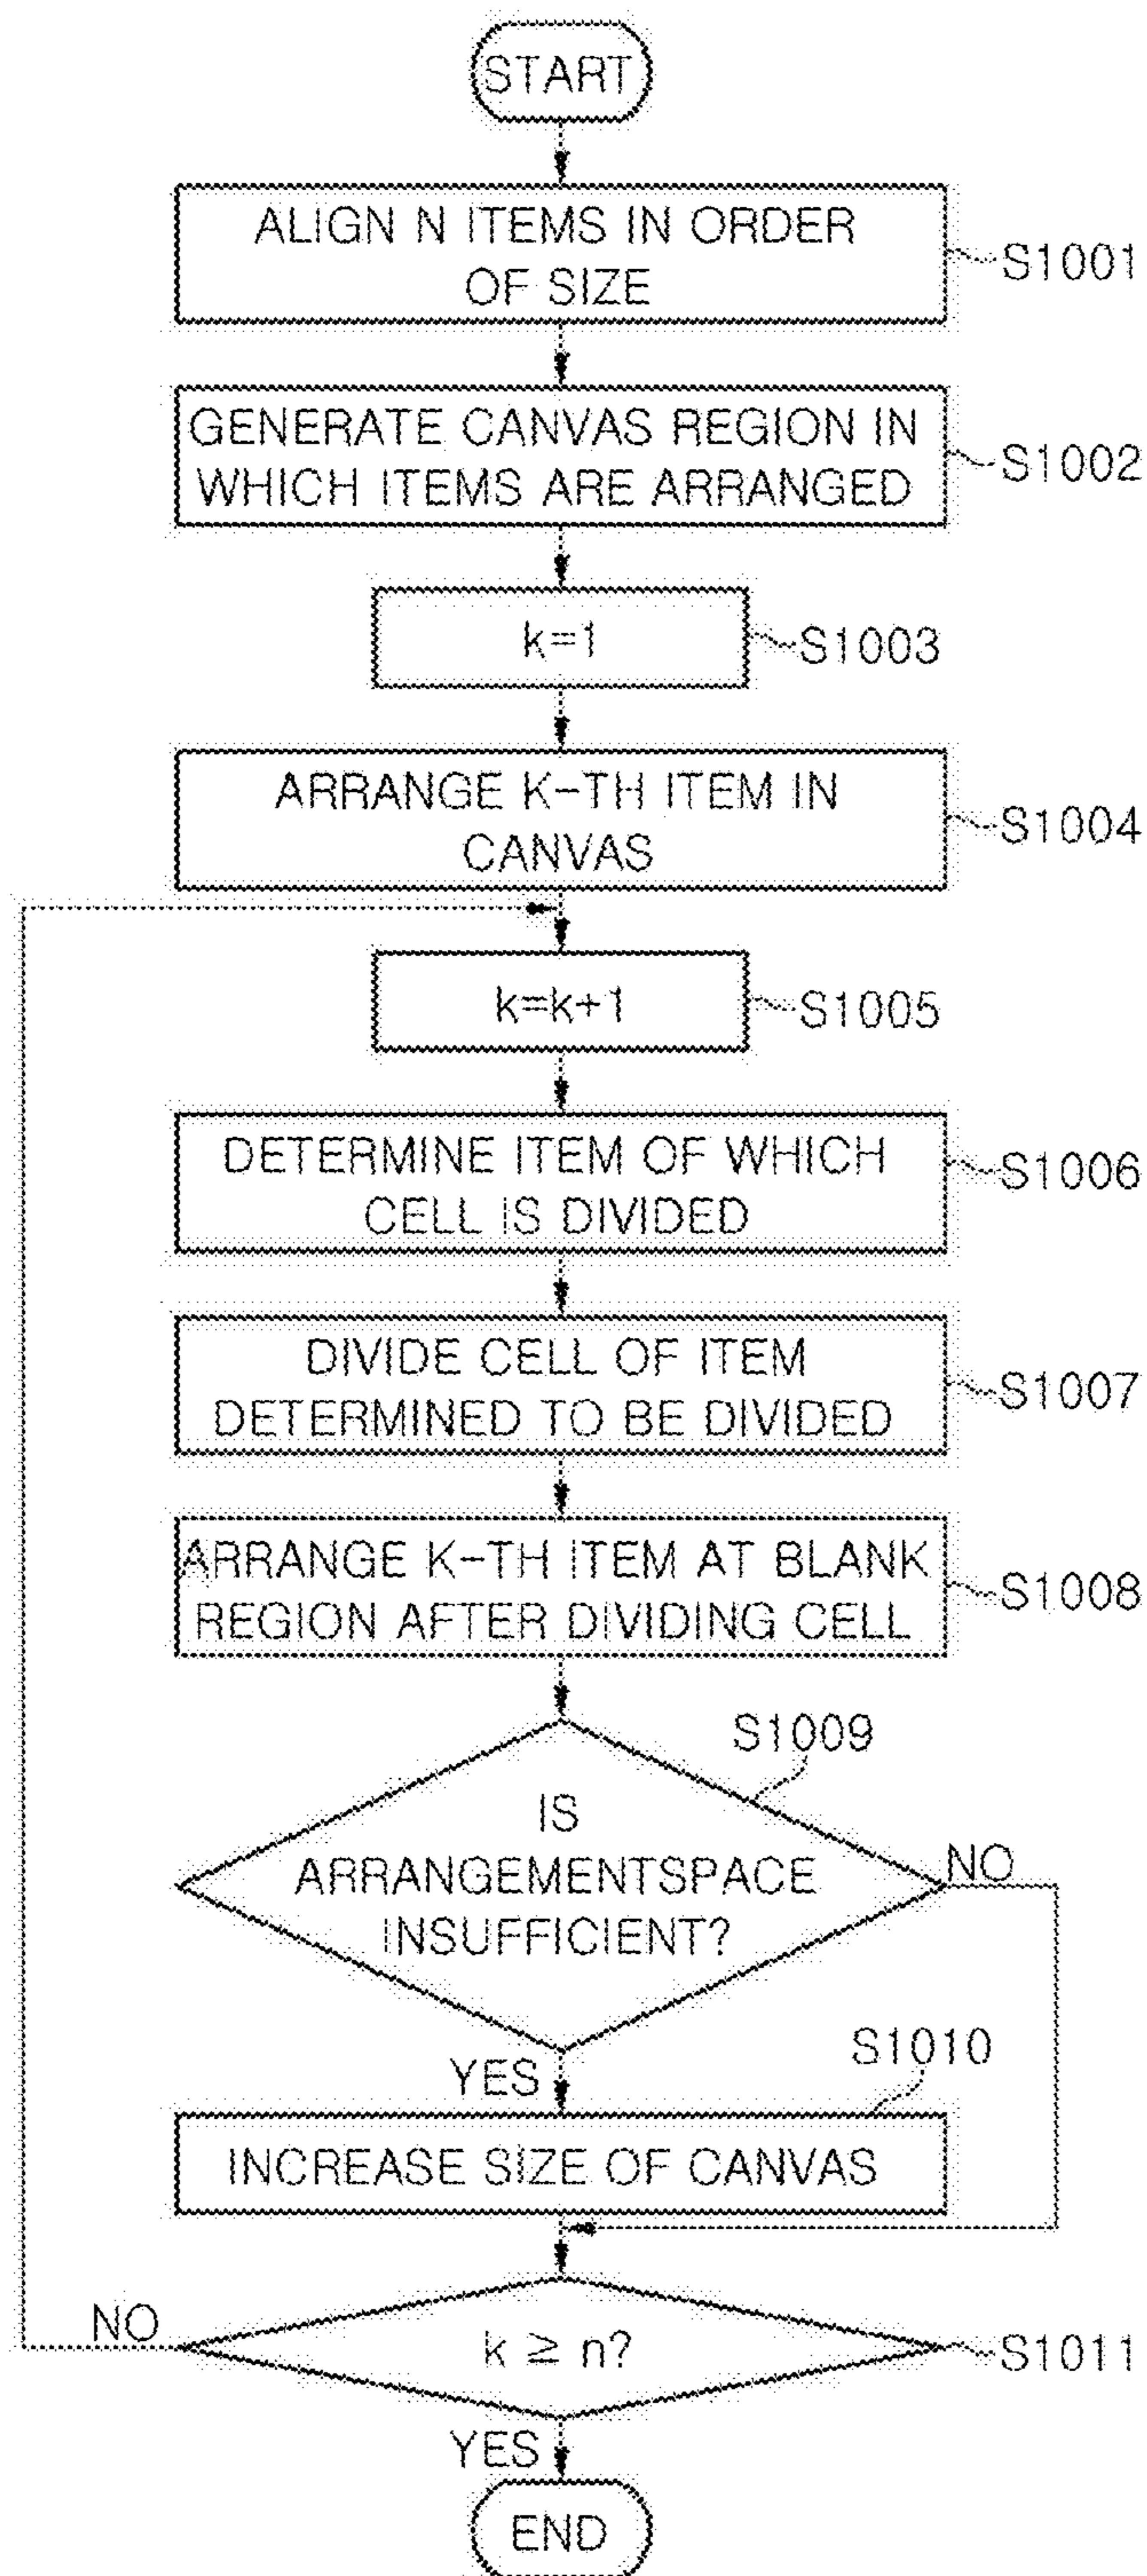 START
ALIGN N ITEMS IN ORDER
OF SIZE
S1001
GENERATE CANVAS REGION IN
WHICH ITEMS ARE ARRANGED
S1002
k=1
S1003
ARRANGE K-TH ITEM IN
CANVAS
S1004
k=k+1
S1005
DETERMINE ITEM OF WHICH
CELL IS DIVIDED
S1006
DIVIDE CELL OF ITEM
DETERMINED TO BE DIVIDED
S1007
ARRANGE K-TH ITEM AT BLANK
REGION AFTER DIVIDING CELL
S1008
S1009
IS
ARRANGEMENTSPACE
INSUFFICIENT?
NO
YES
S1010
INCREASE SIZE OF CANVAS
NO
k ≥ n?
S1011
YES
END